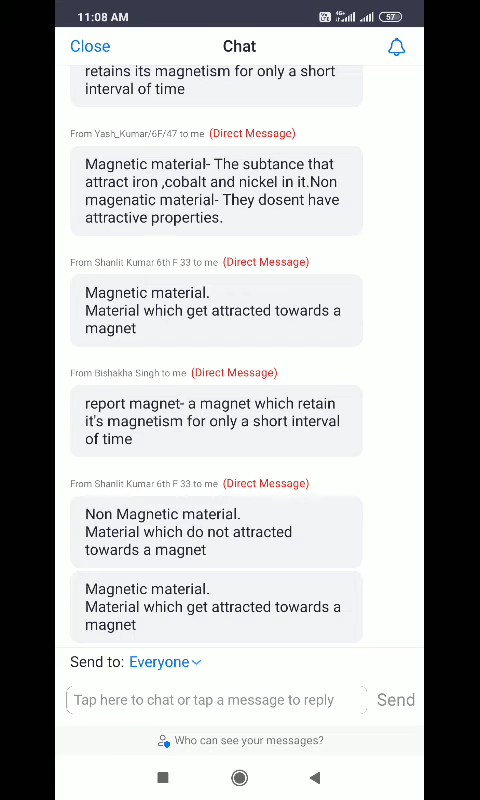 11:08 AM
4G+
57
Close
Chat
retains its magnetism for only a short
interval of time
From Yash_Kumar/6F/47 to me (Direct Message)
Magnetic material- The subtance that
attract iron ,cobalt and nickel in it.Non
magenatic material- They dosent have
attractive properties.
From Shanlit Kumar 6th F 33 to me (Direct Message)
Magnetic material.
Material which get attracted towards a
magnet
From Bishakha Singh to me (Direct Message)
report magnet- a magnet which retain
it's magnetism for only a short interval
of time
From Shanlit Kumar 6th F 33 to me (Direct Message)
Non Magnetic material.
Material which do not attracted
towards a magnet
Magnetic material.
Material which get attracted towards a
magnet
Send to: Everyone
Tap here to chat or tap a message to reply
Send
Who can see your messages?